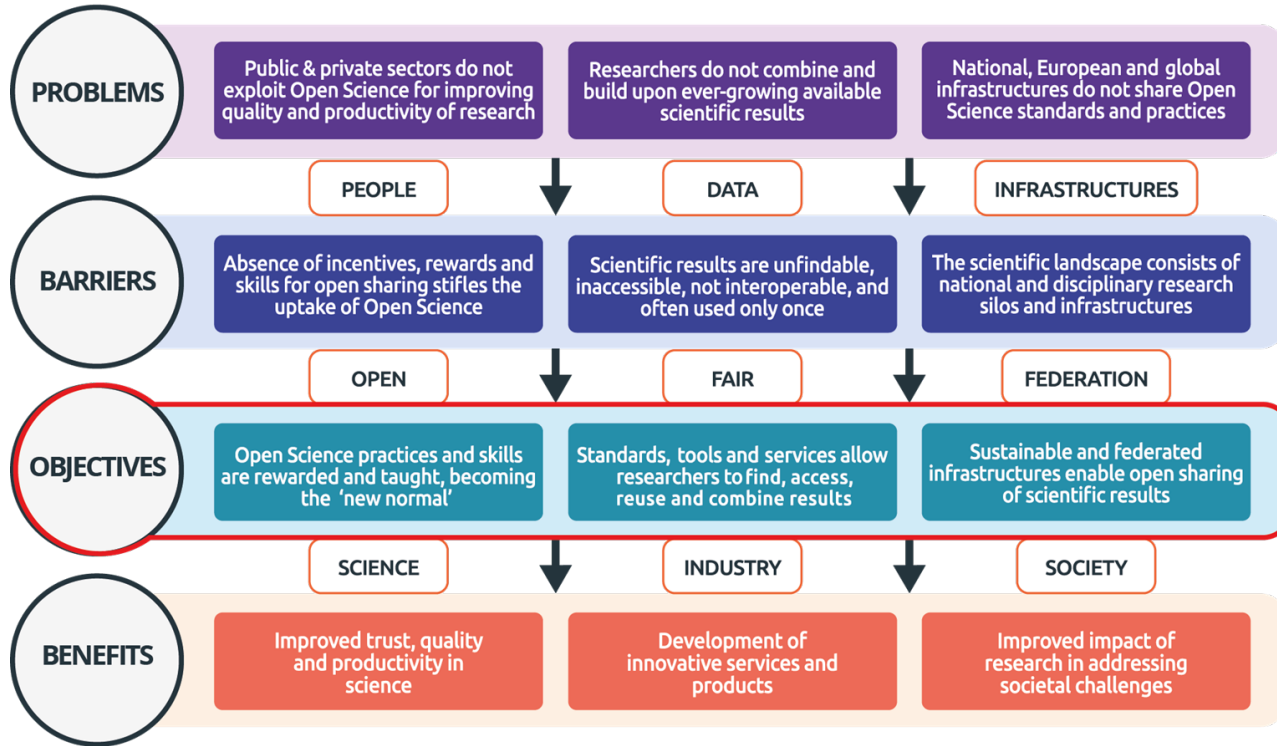 PROBLEMS
Public & private sectors do not
exploit Open Science for improving
quality and productivity of research
Researchers do not combine and
build upon ever-growing available
scientific results
National, European and global
infrastructures do not share Open
Science standards and practices
PEOPLE
DATA
INFRASTRUCTURES
BARRIERS
Absence of incentives, rewards and
skills for open sharing stifles the
uptake of Open Science
Scientific results are unfindable,
inaccessible, not interoperable, and
often used only once
The scientific landscape consists of
national and disciplinary research
silos and infrastructures
OPEN
FAIR
FEDERATION
OBJECTIVES
Open Science practices and skills
are rewarded and taught, becoming
the ‘new normal’
Standards, tools and services allow
researchers to find, access,
reuse and combine results
Sustainable and federated
infrastructures enable open sharing
of scientific results
SCIENCE
INDUSTRY
SOCIETY
BENEFITS
Improved trust, quality
and productivity in
science
Development of
innovative services and
products
Improved impact of
research in addressing
societal challenges